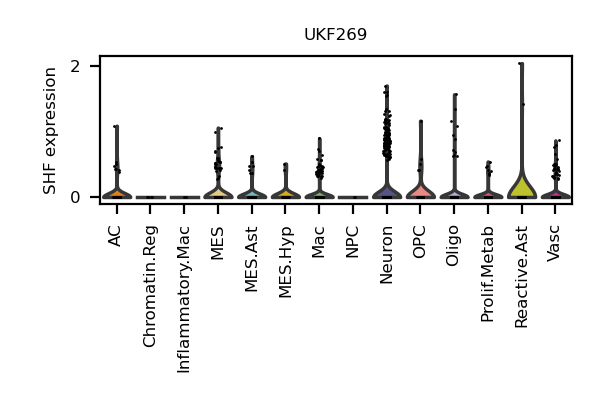 UKF269
SHF expression
2
0
AC
Chromatin.Reg
Inflammatory.Mac
MES
MES.Ast
MES.Hyp
Mac
NPC
Neuron
OPC
Oligo
Prolif.Metab
Reactive.Ast
Vasc